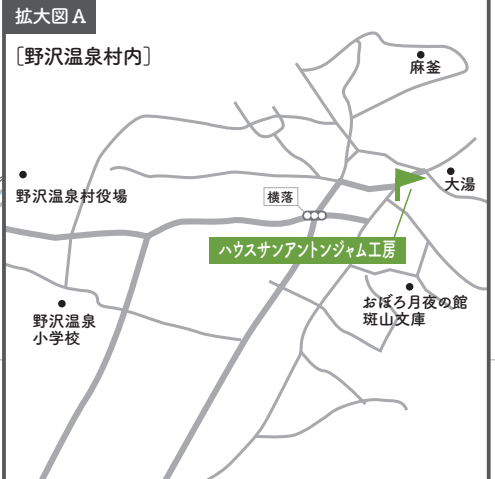 拡大図 A
［野沢温泉村内］
麻釜
大湯
野沢温泉村役場
横落
ハウスサンアントンジャム工房
おぼろ月夜の館
斑山文庫
野沢温泉
小学校